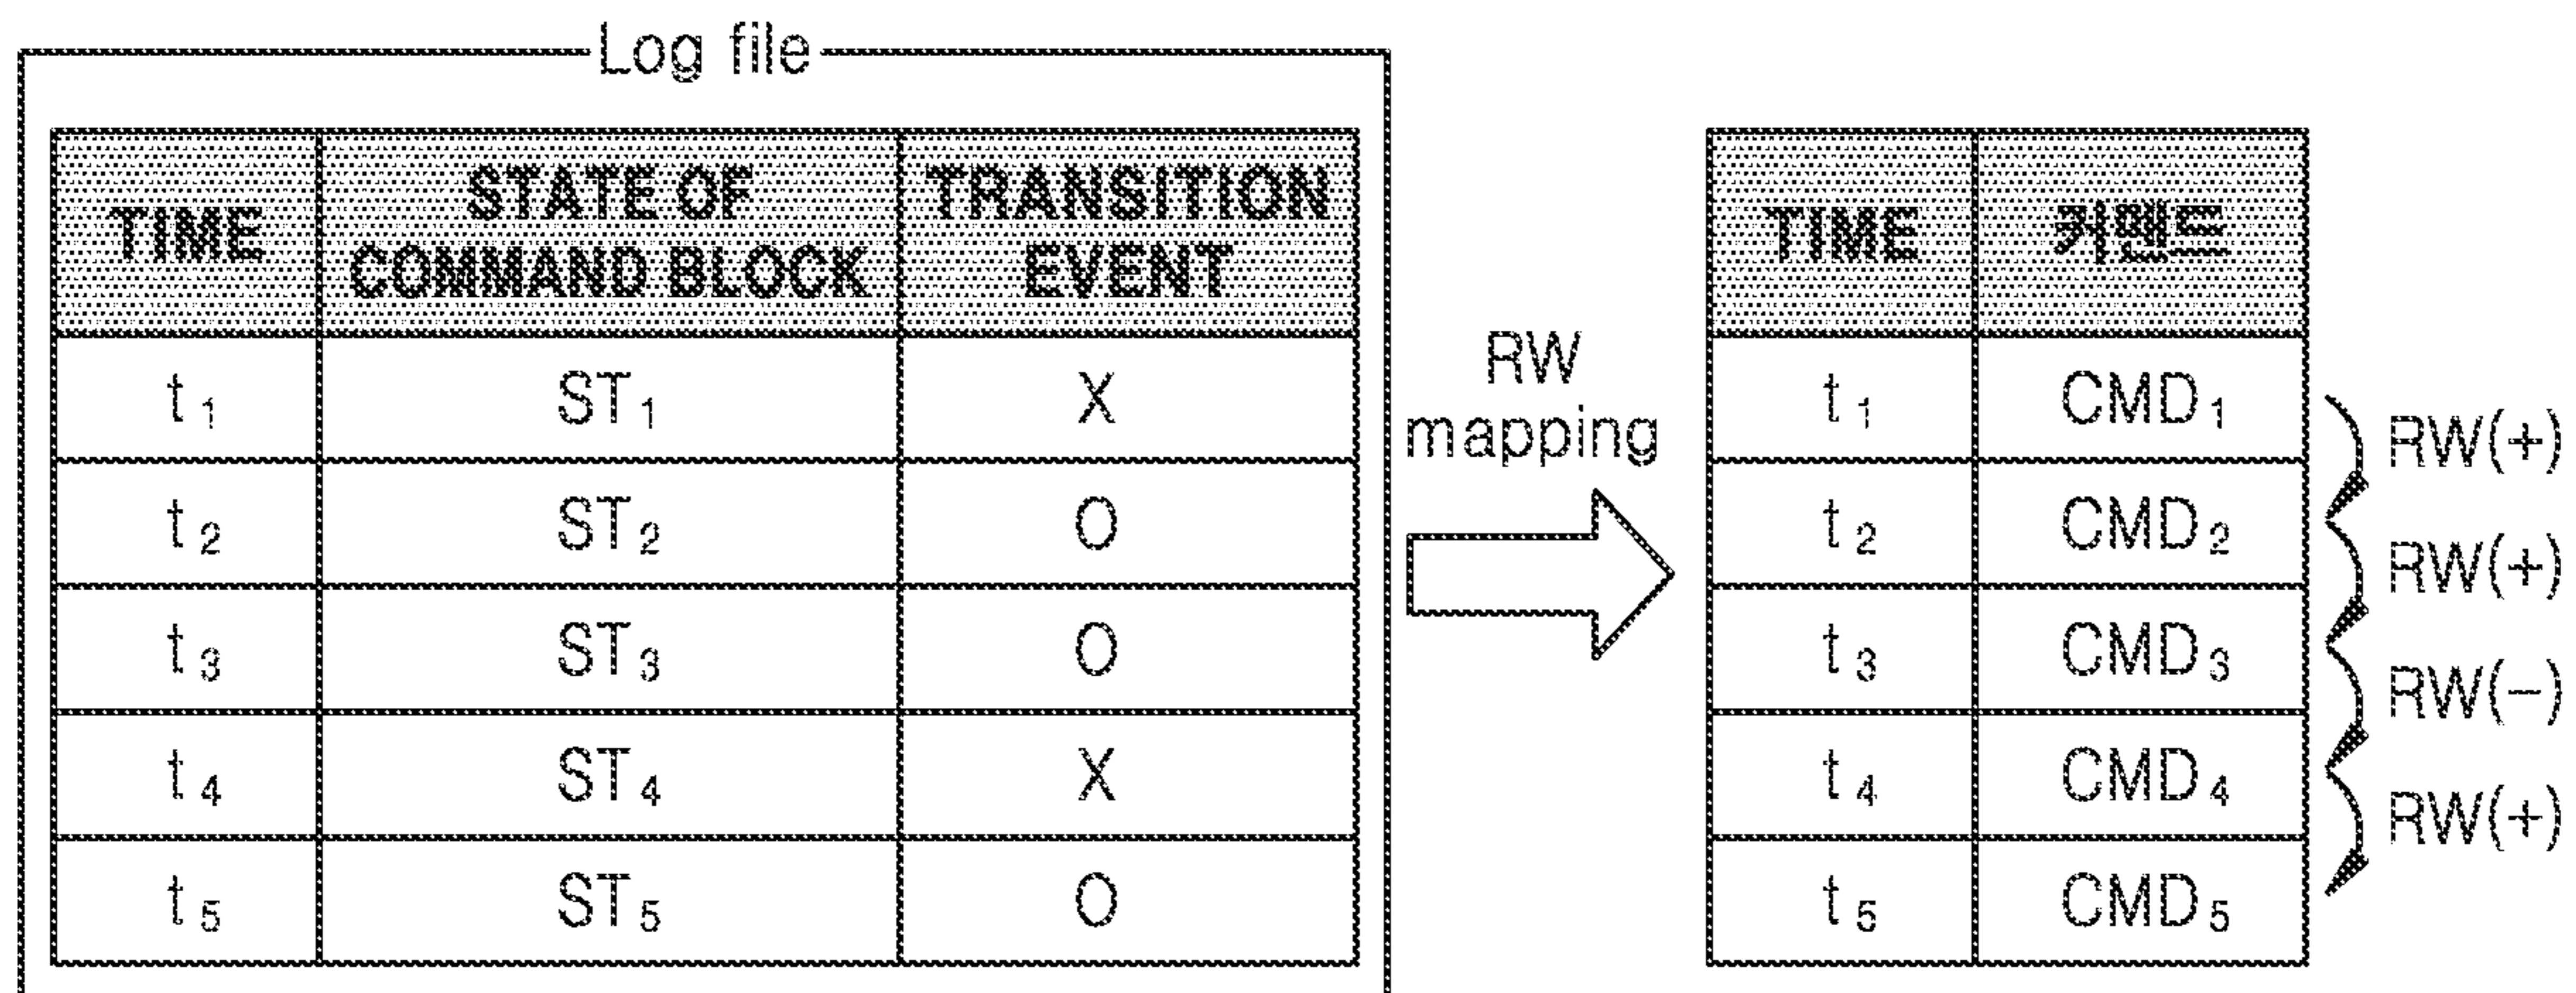 Log file
TIME STATE OF COMMAND BLOCK TRANSITION EVENT
t1 ST1 X
t2 ST2 O
t3 ST3 O
t4 ST4 X
t5 ST5 O
RW
mapping
TIME 커맨드
t1 CMD1
t2 CMD2
t3 CMD3
t4 CMD4
t5 CMD5
RW(+)
RW(+)
RW(−)
RW(+)